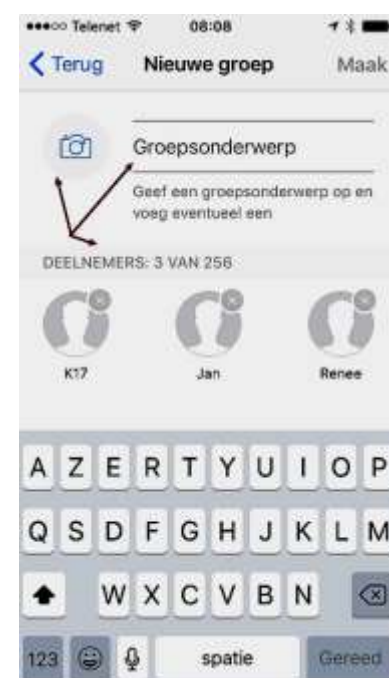 Telenet 08:08
Terug Nieuwe groep Maak
Groepsonderwerp
Geef een groepsonderwerp op en
voeg eventueel een
DEELNEMERS: 3 VAN 256
K17 Jan Renee
A Z E R T Y U I O P
Q S D F G H J K L M
W X C V B N
123 spatie Gereed